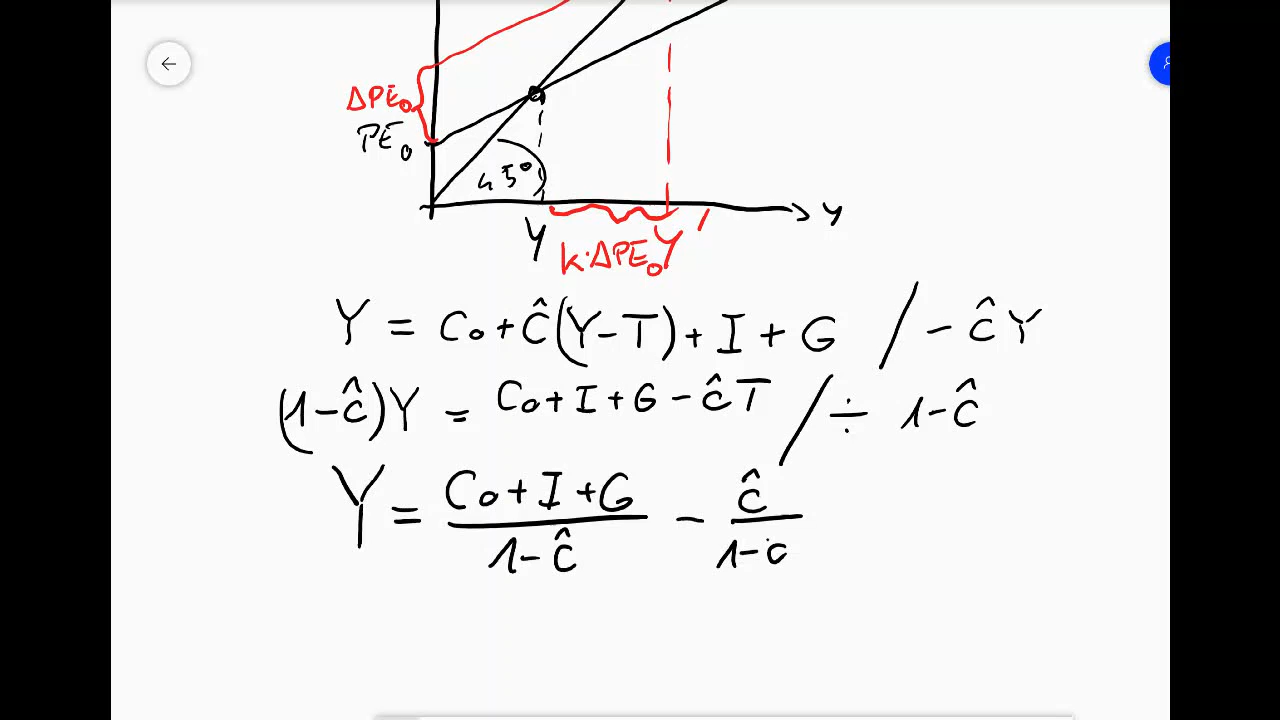 ΔPE₀
PE₀
45°
Y
Y
k·ΔPE₀
Y'
Y = C₀ + ĉ(Y-T) + I + G / - ĉY
(1-ĉ)Y = C₀ + I + G - ĉT / ÷ 1-ĉ
Y = C₀+I+G / 1-ĉ - ĉ / 1-c